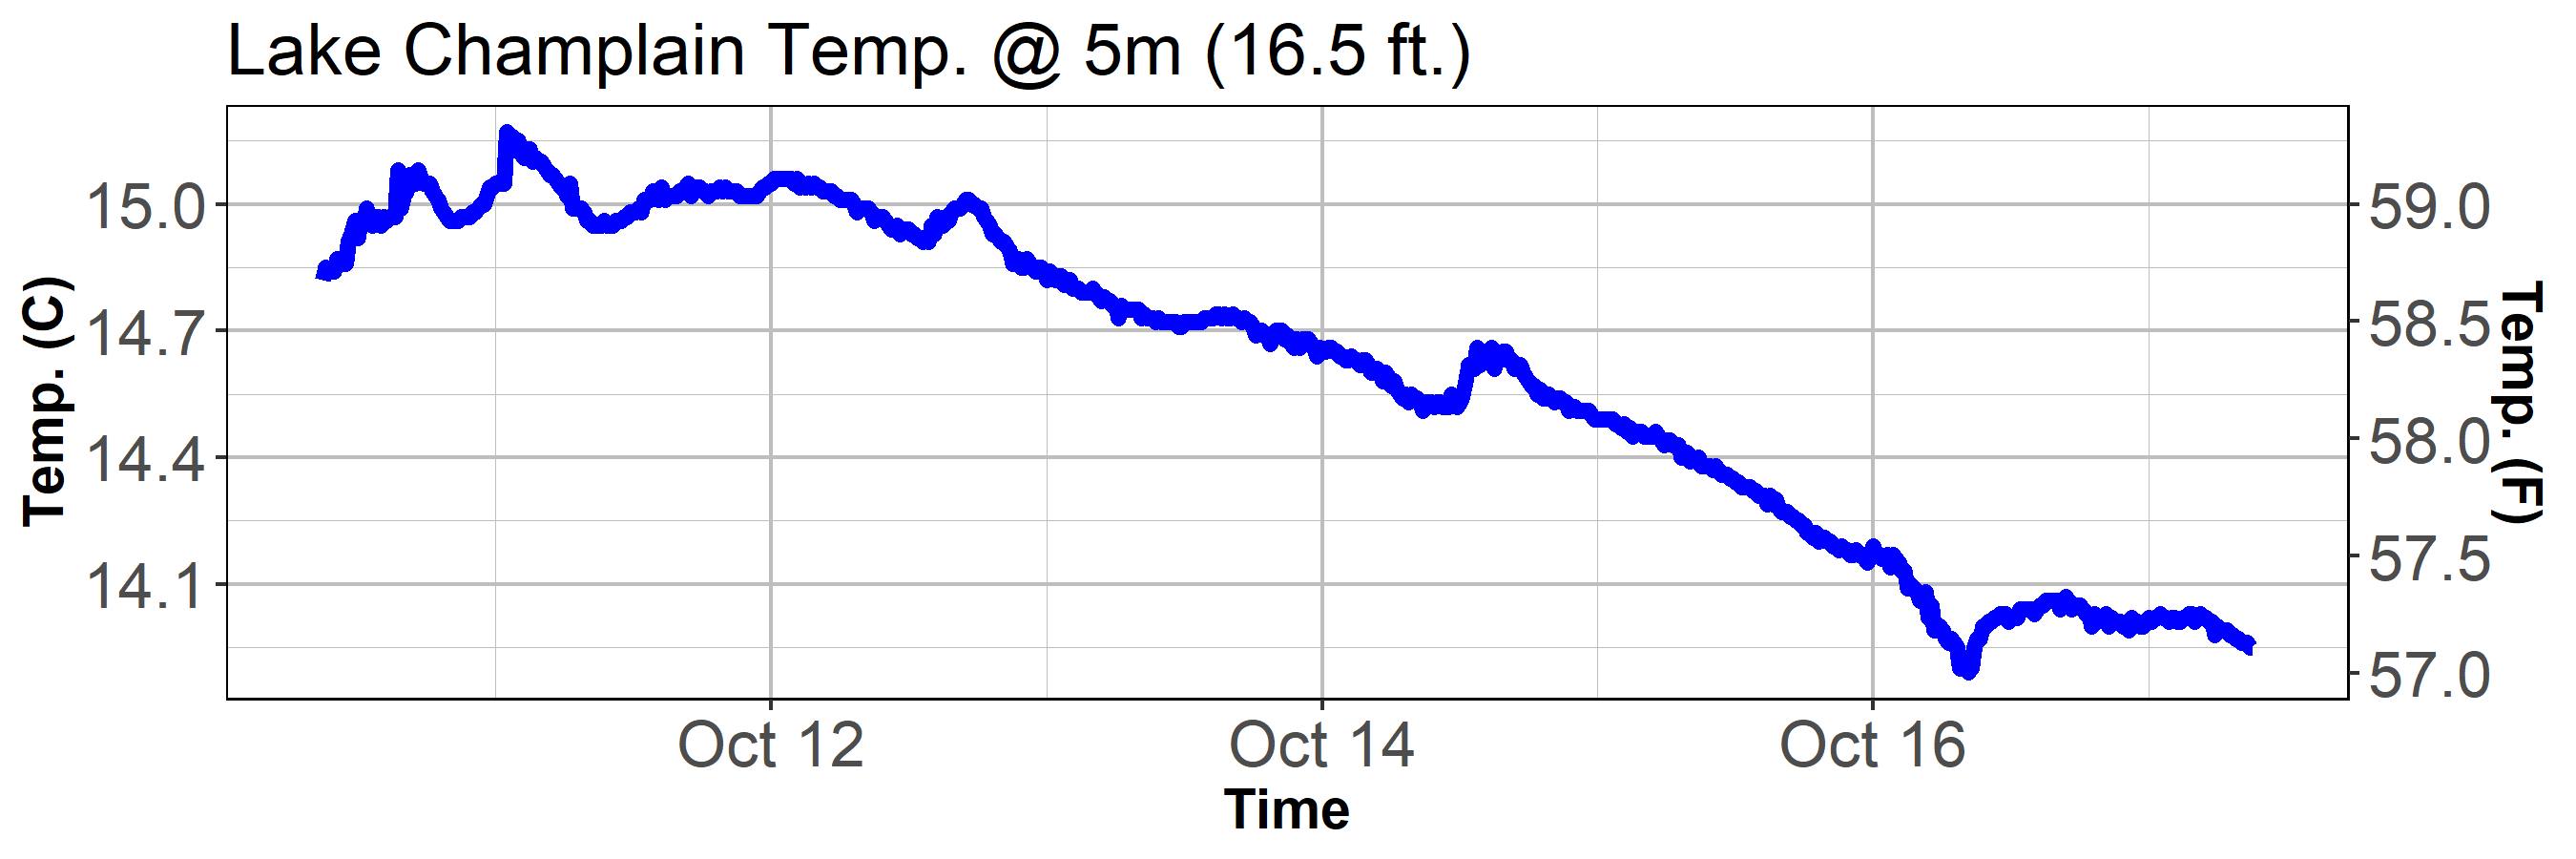 Lake Champlain Temp. @ 5m (16.5 ft.)
Temp. (C)
15.0
14.7
14.4
14.1
59.0
58.5
58.0
57.5
57.0
Temp. (F)
Oct 12
Oct 14
Oct 16
Time